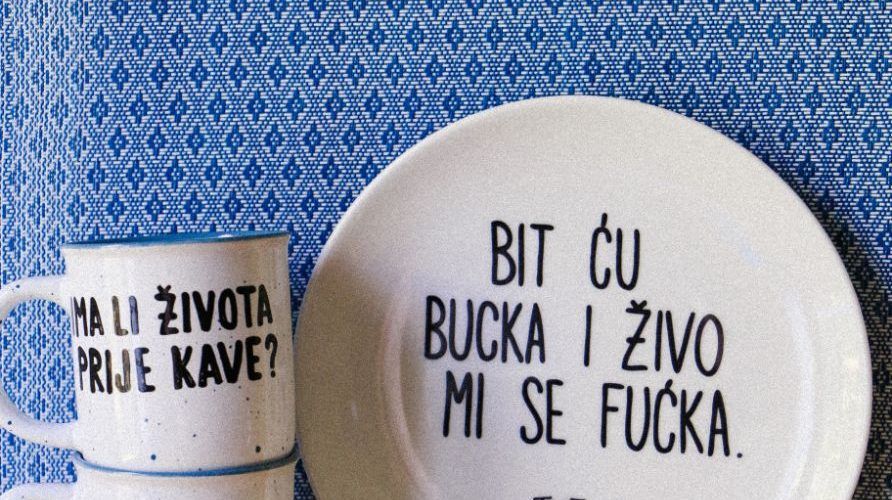 IMA LI ŽIVOTA
PRIJE KAVE?
BIT ĆU
BUCKA I ŽIVO
MI SE FUĆKA.